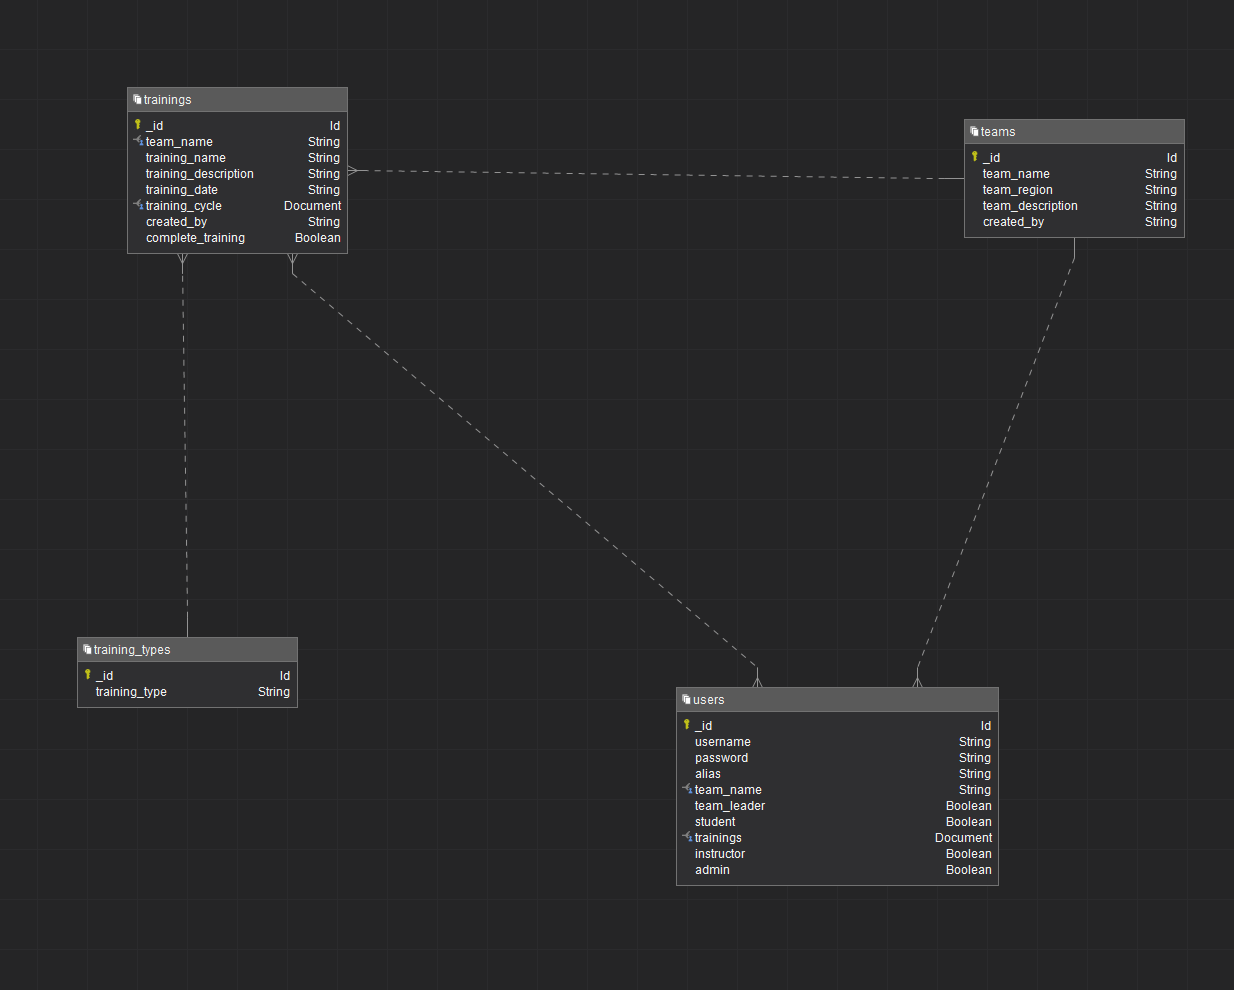 trainings
_id Id
team_name String
training_name String
training_description String
training_date String
training_cycle Document
created_by String
complete_training Boolean
teams
_id Id
team_name String
team_region String
team_description String
created_by String
training_types
_id Id
training_type String
users
_id Id
username String
password String
alias String
team_name String
team_leader Boolean
student Boolean
trainings Document
instructor Boolean
admin Boolean